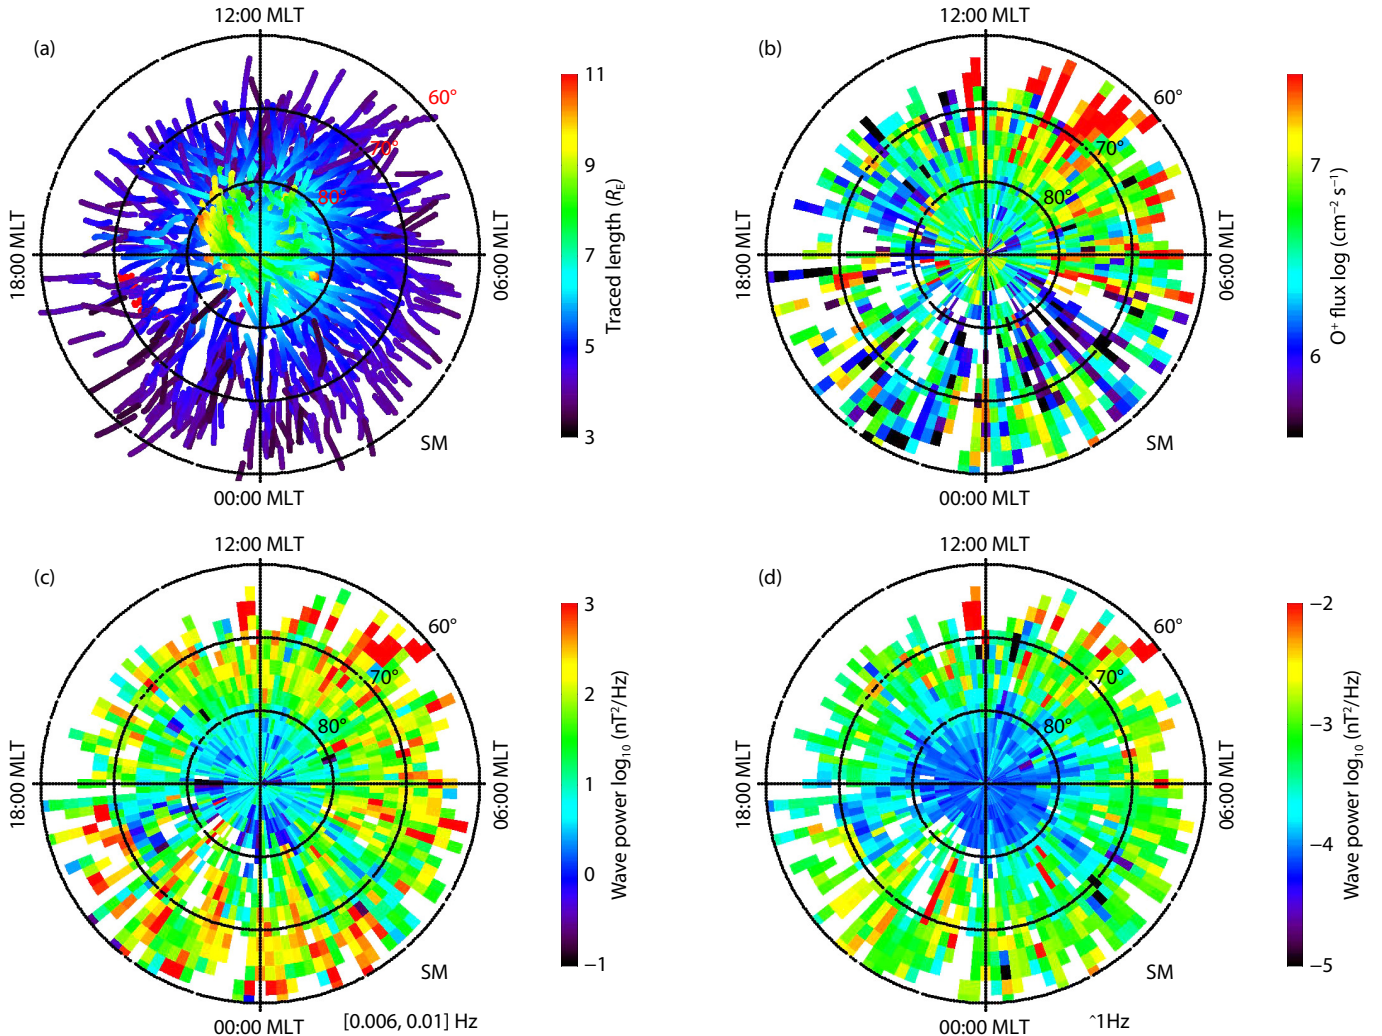 12:00 MLT
(a)
60°
70°
80°
18:00 MLT
06:00 MLT
SM
00:00 MLT
11
9
7
5
3
Traced length (R_E)
12:00 MLT
(b)
60°
70°
80°
18:00 MLT
06:00 MLT
SM
00:00 MLT
7
6
O⁺ flux log (cm⁻² s⁻¹)
12:00 MLT
(c)
60°
70°
80°
18:00 MLT
06:00 MLT
SM
00:00 MLT
[0.006, 0.01] Hz
3
2
1
0
−1
Wave power log₁₀ (nT²/Hz)
12:00 MLT
(d)
60°
70°
80°
18:00 MLT
06:00 MLT
SM
00:00 MLT
ˆ1Hz
−2
−3
−4
−5
Wave power log₁₀ (nT²/Hz)